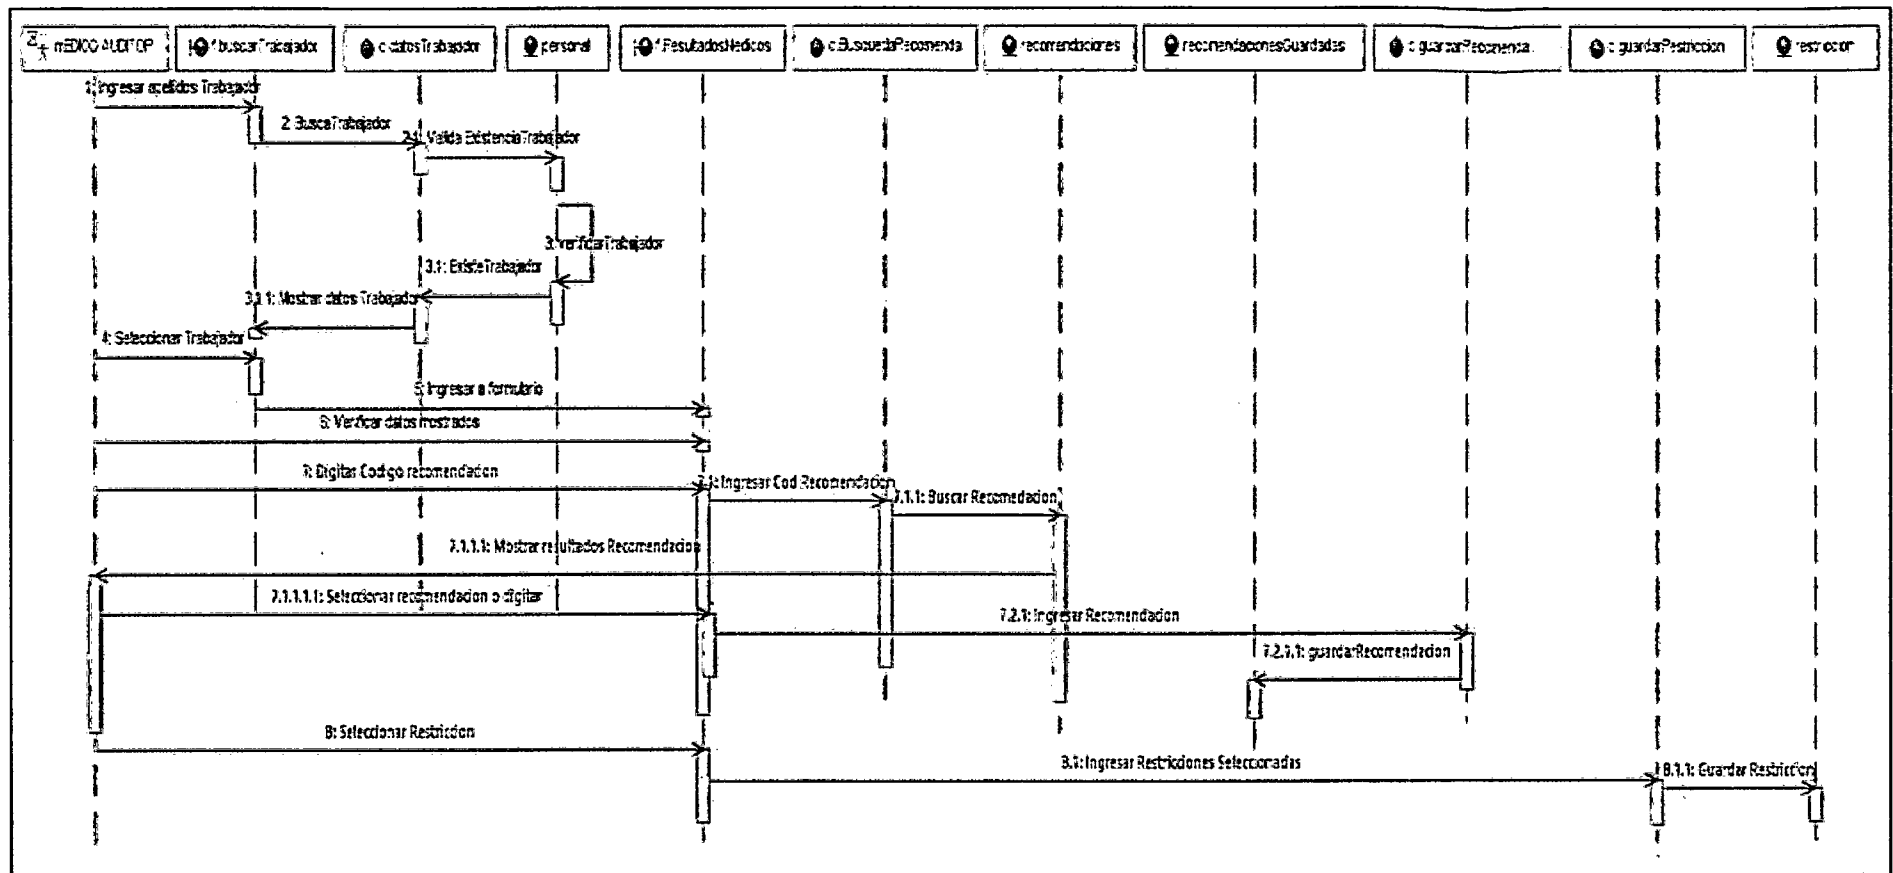 MEDICO AUDITOR
f.buscarTrabajador
c.datosTrabajador
personal
f.ResultadosMedicos
c.BusquedaRecomenda
recomendaciones
recomendacionesGuardadas
c.guardarRecomenda
c.guardarRestriccion
restriccion
1: Ingresar apellidos Trabajador
2: BuscaTrabajador
2.1: Valida ExistenciaTrabajador
3: verificarTrabajador
3.1: ExisteTrabajador
3.1.1: Mostrar datos Trabajador
4: Seleccionar Trabajador
5: Ingresar a formulario
6: Verificar datos mostrados
7: Digitar Codigo recomendacion
7.1: Ingresar Cod Recomendacion
7.1.1: Buscar Recomedacion
7.1.1.1: Mostrar resultados Recomendacion
7.1.1.1.1: Seleccionar recomendacion o digitar
7.2.1: Ingresar Recomendacion
7.2.1.1: guardarRecomendacion
8: Seleccionar Restriccion
8.1: Ingresar Restricciones Seleccionadas
8.1.1: Guardar Restriccion